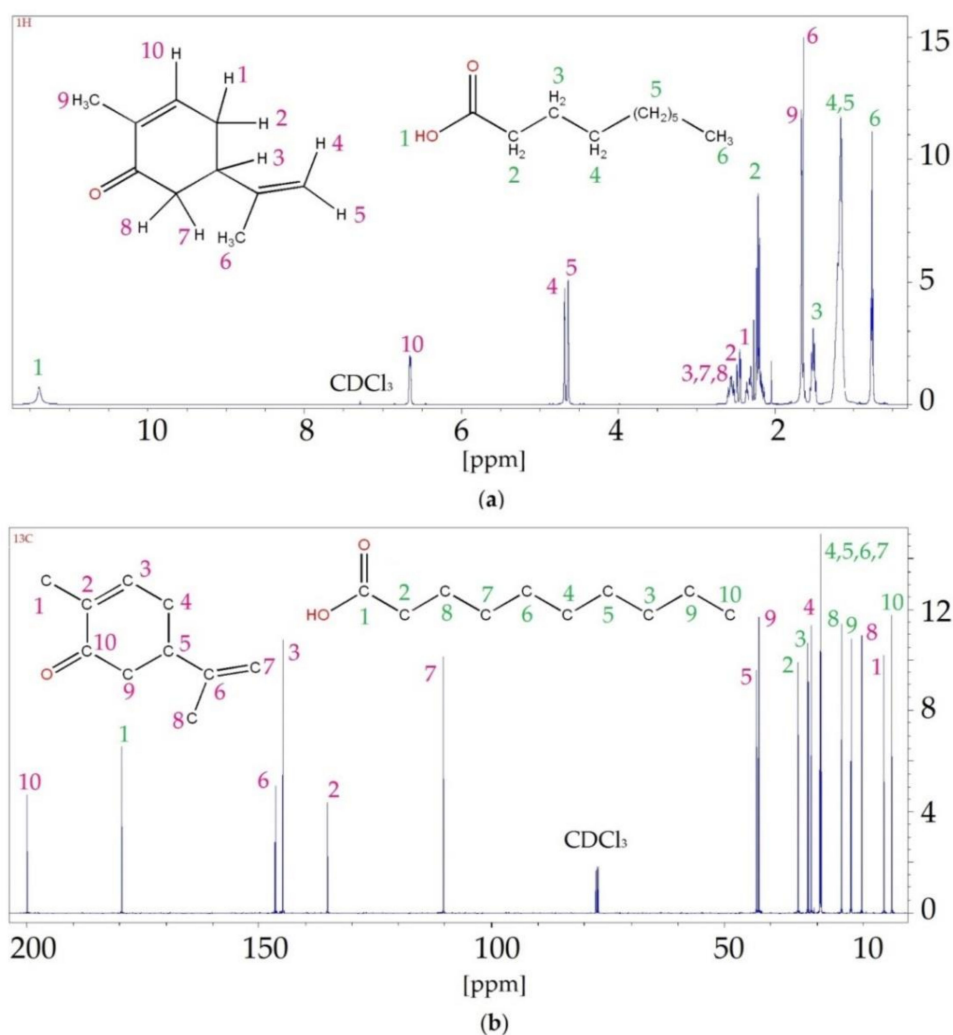 1H
10 H
9 H₃C
H 1
H 2
H 3
H 4
O
H H
8 7
H₃C
6
H 5
O
3
H₂
5
(CH₂)₅
1 HO
C
H₂
2
C
H₂
4
CH₃
6
1
CDCl₃
10
4
5
3,7,8
2
1
2
9
6
3
4,5
6
15
10
5
0
10 8 6 4 2
[ppm]
(a)
13C
C 1
2 C
C 3
C 4
C 10
O
C 5
C 9
C 6
C 7
8 C
O
HO
C 1
C 2
C 8
C 7
C 6
C 4
C 5
C 3
C 9
C 10
10
1
6
3
2
7
CDCl₃
5
9
2
3
4
4,5,6,7
8
9
8
1
10
12
8
4
0
200 150 100 50 10
[ppm]
(b)